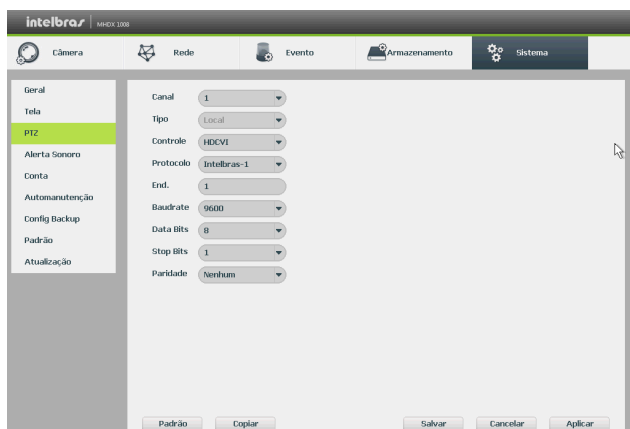 intelbras MHDX 1008
Câmera Rede Evento Armazenamento Sistema
Geral
Tela
PTZ
Alerta Sonoro
Conta
Automanutenção
Config Backup
Padrão
Atualização
Canal 1
Tipo Local
Controle HDCVI
Protocolo Intelbras-1
End. 1
Baudrate 9600
Data Bits 8
Stop Bits 1
Paridade Nenhum
Padrão Copiar Salvar Cancelar Aplicar